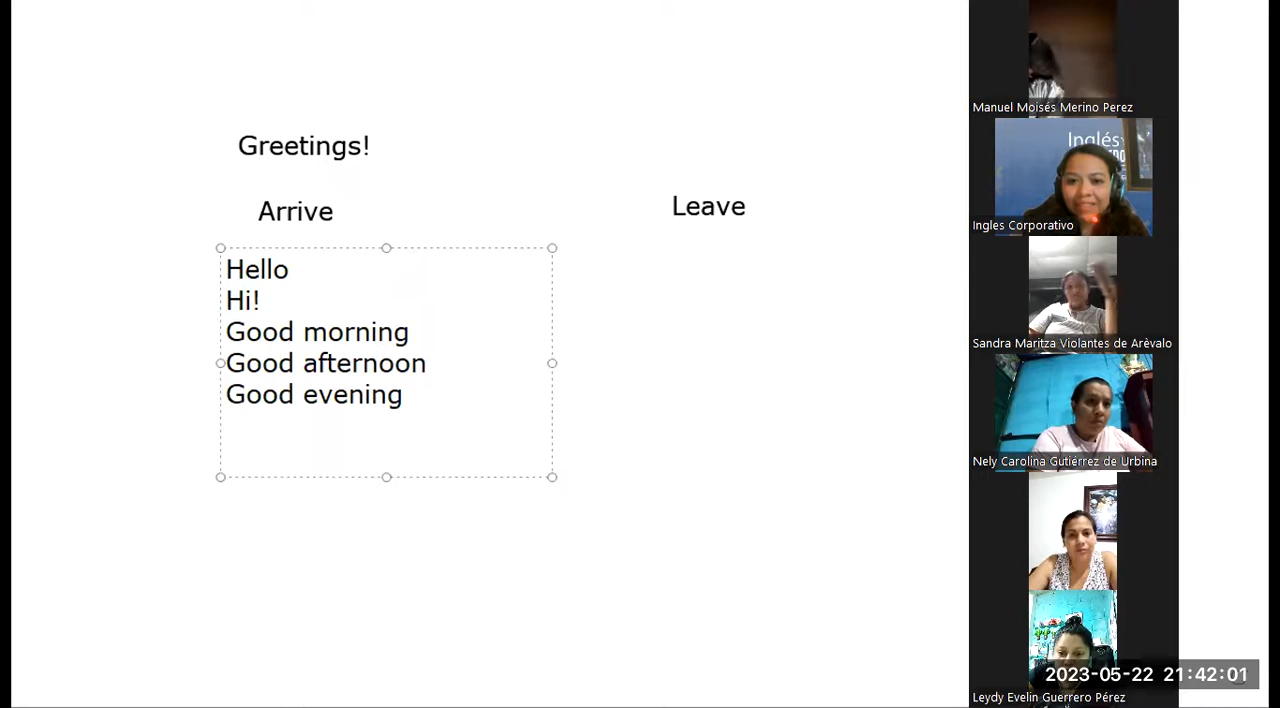 Greetings!
Arrive
Leave
Hello
Hi!
Good morning
Good afternoon
Good evening
Manuel Moisés Merino Perez
Inglés
Ingles Corporativo
Sandra Maritza Violantes de Arèvalo
Nely Carolina Gutiérrez de Urbina
2023-05-22 21:42:01
Leydy Evelin Guerrero Pérez